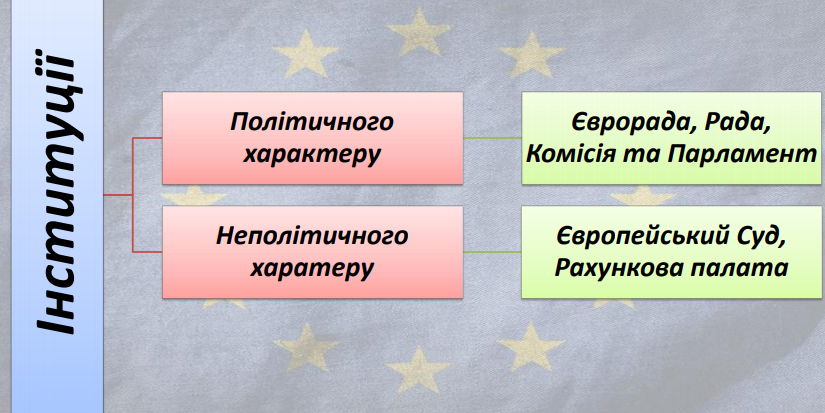 Інституції
Політичного
характеру
Єврорада, Рада,
Комісія та Парламент
Неполітичного
харатеру
Європейський Суд,
Рахункова палата